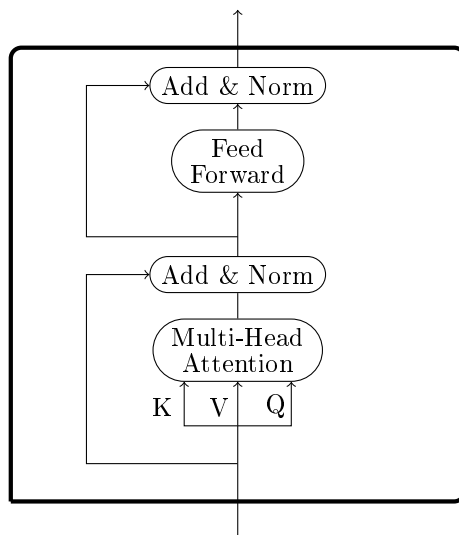 Add & Norm
Feed
Forward
Add & Norm
Multi-Head
Attention
K V Q